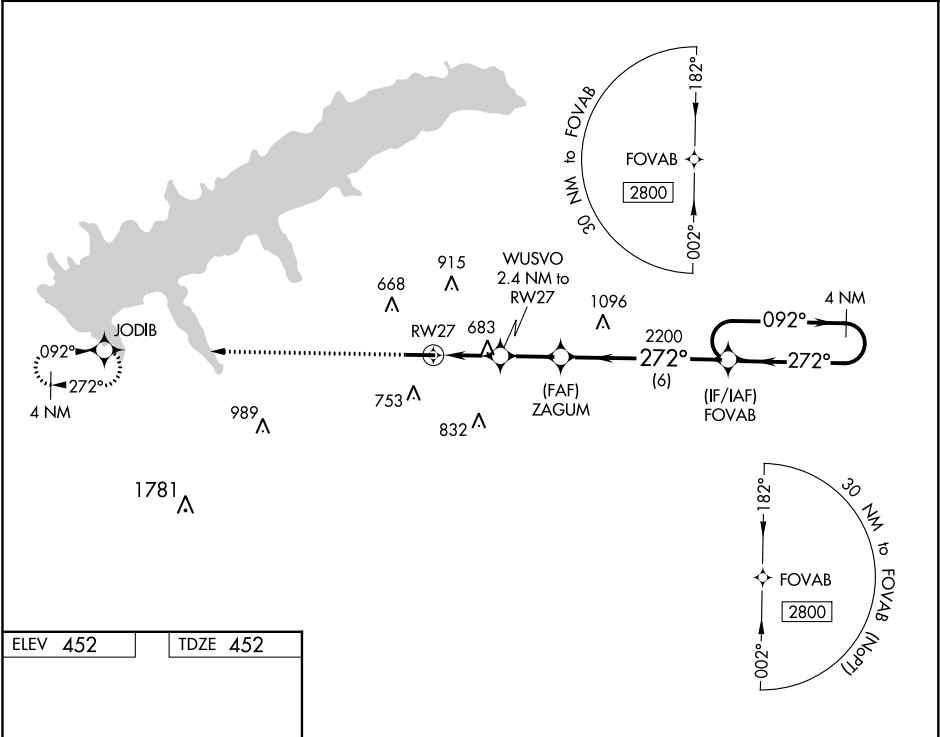 182°
30 NM to FOVAB
FOVAB
2800
002°
WUSVO
2.4 NM to
RW27
915
668
683
1096
4 NM
092°
272°
2200
272°
(6)
RW27
JODIB
092°
272°
4 NM
(FAF)
ZAGUM
(IF/IAF)
FOVAB
753
832
989
1781
182°
30 NM to FOVAB (NoPT)
FOVAB
2800
002°
ELEV 452
TDZE 452